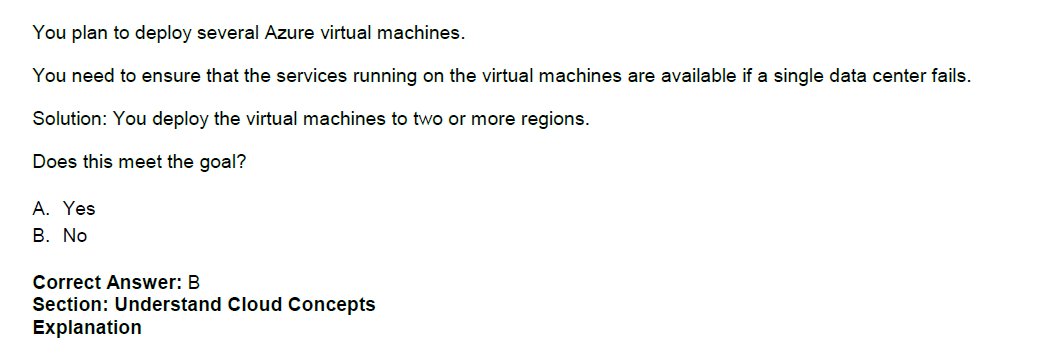 You plan to deploy several Azure virtual machines.
You need to ensure that the services running on the virtual machines are available if a single data center fails.
Solution: You deploy the virtual machines to two or more regions.
Does this meet the goal?
A. Yes
B. No
Correct Answer: B
Section: Understand Cloud Concepts
Explanation